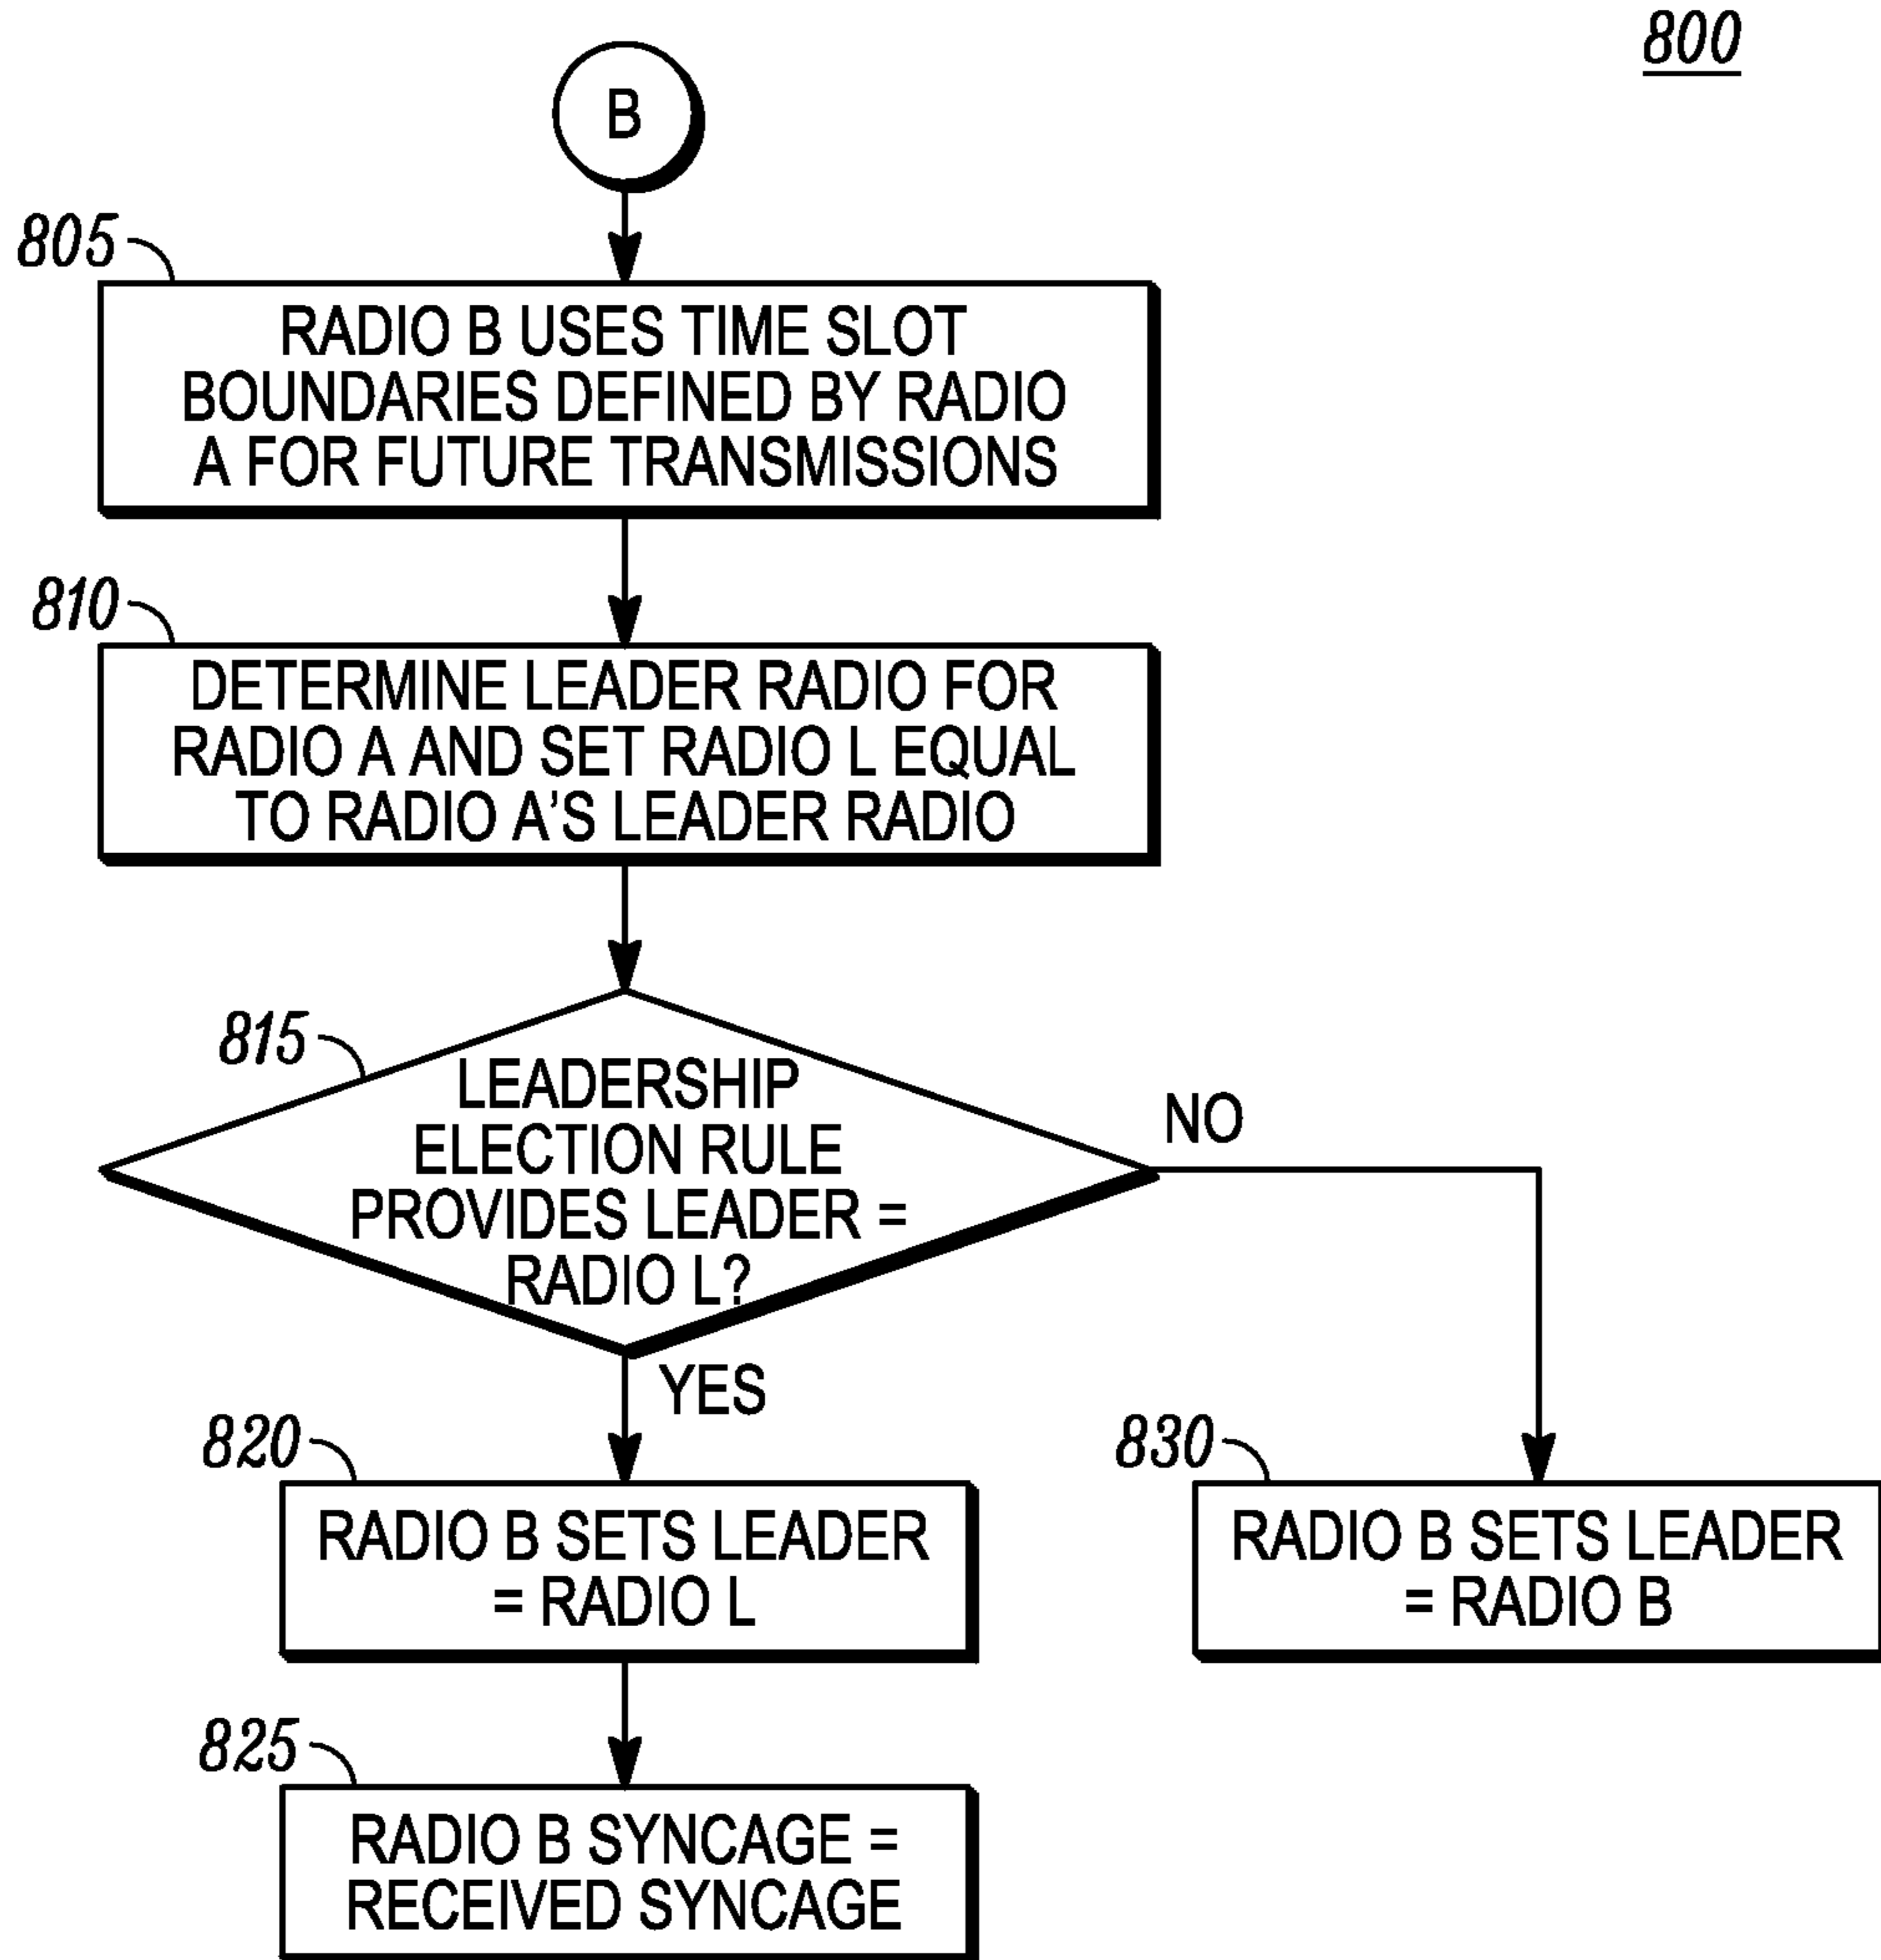 800
B
805
RADIO B USES TIME SLOT
BOUNDARIES DEFINED BY RADIO
A FOR FUTURE TRANSMISSIONS
810
DETERMINE LEADER RADIO FOR
RADIO A AND SET RADIO L EQUAL
TO RADIO A'S LEADER RADIO
815
LEADERSHIP
ELECTION RULE
PROVIDES LEADER =
RADIO L?
NO
YES
820
RADIO B SETS LEADER
= RADIO L
830
RADIO B SETS LEADER
= RADIO B
825
RADIO B SYNCAGE =
RECEIVED SYNCAGE